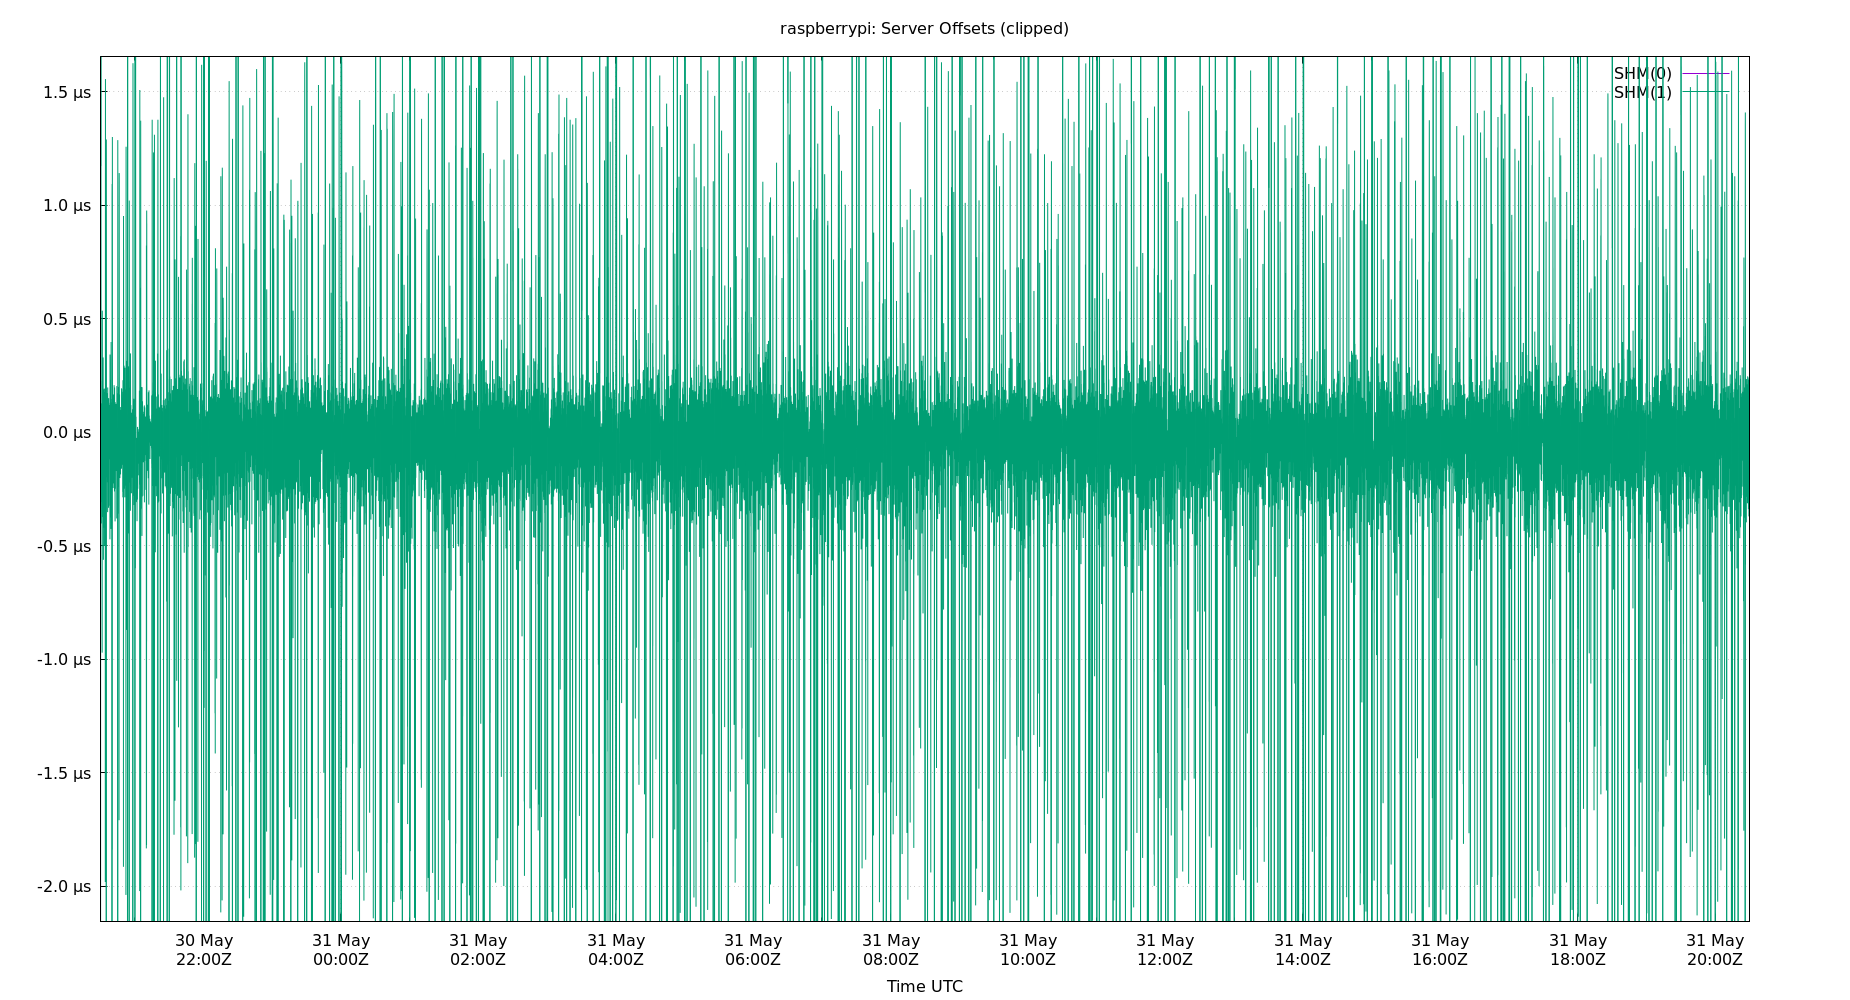 raspberrypi: Server Offsets (clipped)
SHM(0)
SHM(1)
1.5 µs
1.0 µs
0.5 µs
0.0 µs
-0.5 µs
-1.0 µs
-1.5 µs
-2.0 µs
30 May 31 May 31 May 31 May 31 May 31 May 31 May 31 May 31 May 31 May 31 May 31 May
22:00Z 00:00Z 02:00Z 04:00Z 06:00Z 08:00Z 10:00Z 12:00Z 14:00Z 16:00Z 18:00Z 20:00Z
Time UTC